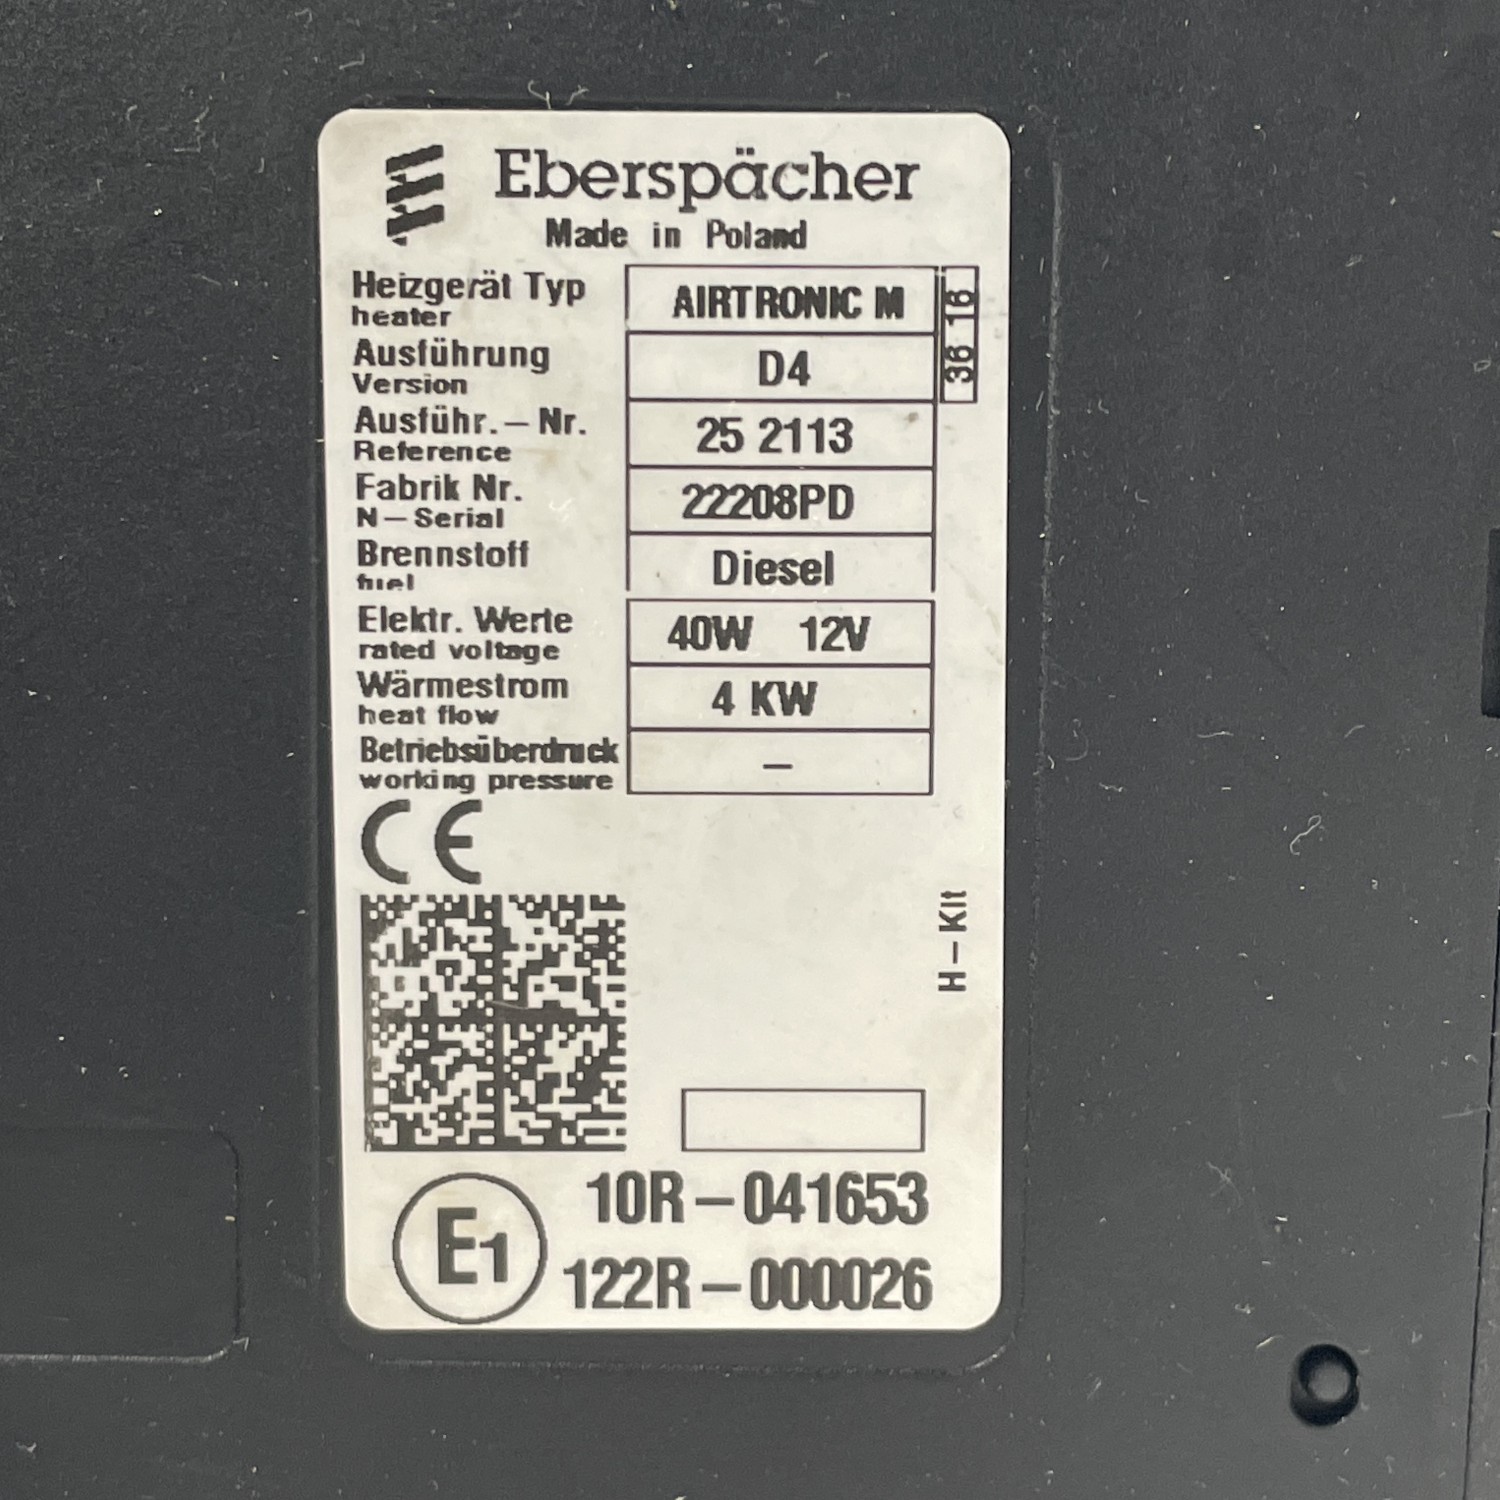 Eberspächer
Made in Poland
Heizgerät Typ
heater
AIRTRONIC M
36 16
Ausführung
Version
D4
Ausführ.-Nr.
Reference
25 2113
Fabrik Nr.
N-Serial
22208PD
Brennstoff
fuel
Diesel
Elektr. Werte
rated voltage
40W 12V
Wärmestrom
heat flow
4 KW
Betriebsüberdruck
working pressure
-
CE
H-Kit
E1
10R-041653
122R-000026